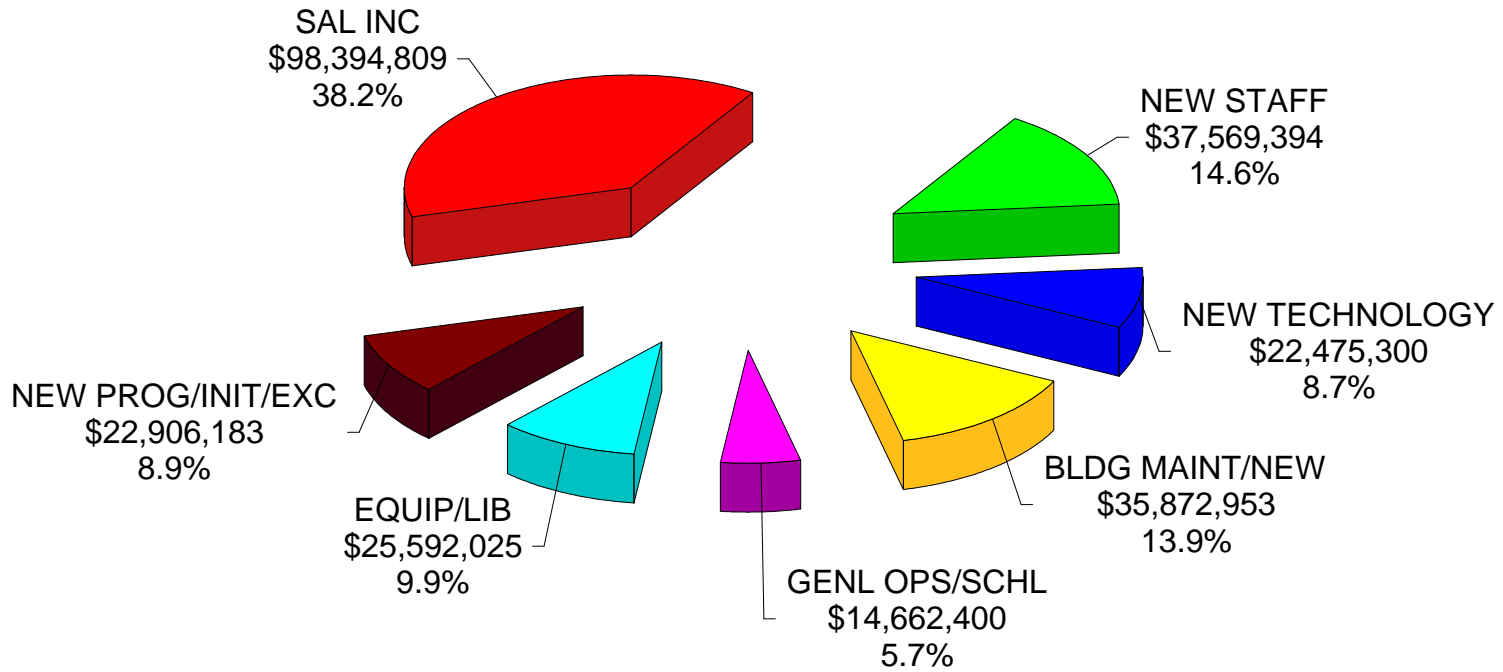 SAL INC
$98,394,809
38.2%
NEW STAFF
$37,569,394
14.6%
NEW TECHNOLOGY
$22,475,300
8.7%
BLDG MAINT/NEW
$35,872,953
13.9%
GENL OPS/SCHL
$14,662,400
5.7%
EQUIP/LIB
$25,592,025
9.9%
NEW PROG/INIT/EXC
$22,906,183
8.9%